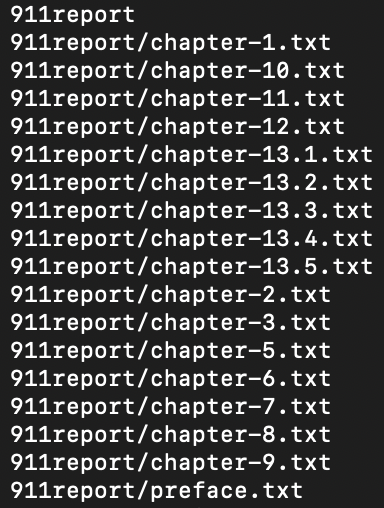 911report
911report/chapter-1.txt
911report/chapter-10.txt
911report/chapter-11.txt
911report/chapter-12.txt
911report/chapter-13.1.txt
911report/chapter-13.2.txt
911report/chapter-13.3.txt
911report/chapter-13.4.txt
911report/chapter-13.5.txt
911report/chapter-2.txt
911report/chapter-3.txt
911report/chapter-5.txt
911report/chapter-6.txt
911report/chapter-7.txt
911report/chapter-8.txt
911report/chapter-9.txt
911report/preface.txt